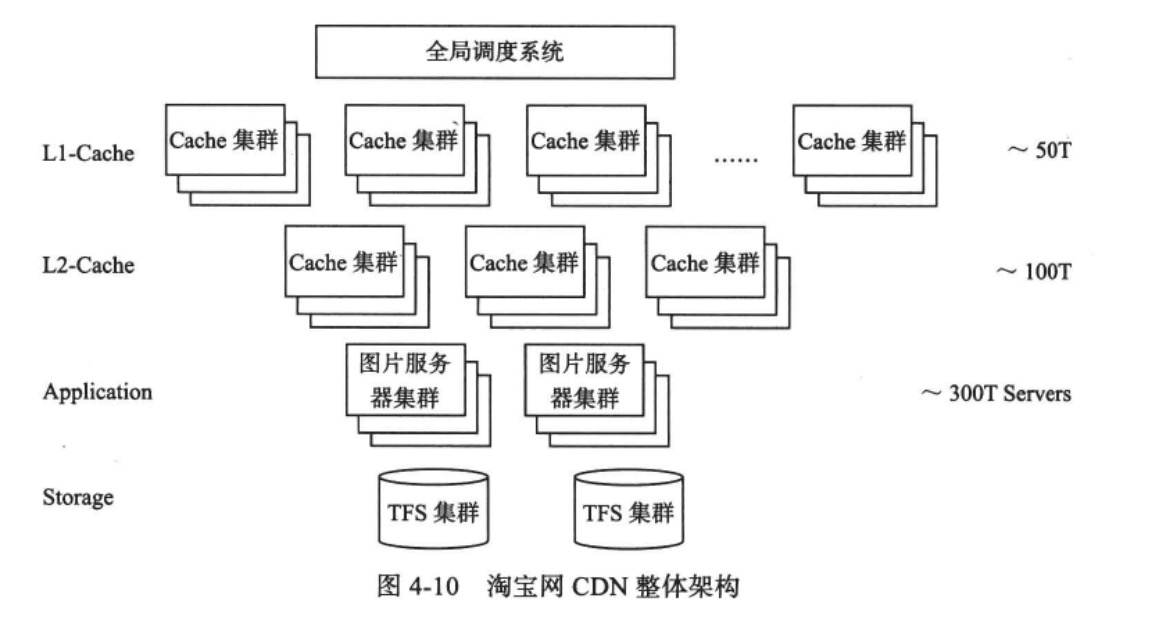 全局调度系统
L1-Cache
Cache 集群
Cache 集群
Cache 集群
······
Cache 集群
~ 50T
L2-Cache
Cache 集群
Cache 集群
Cache 集群
~ 100T
Application
图片服务
器集群
图片服务
器集群
~ 300T Servers
Storage
TFS 集群
TFS 集群
图 4-10 淘宝网 CDN 整体架构